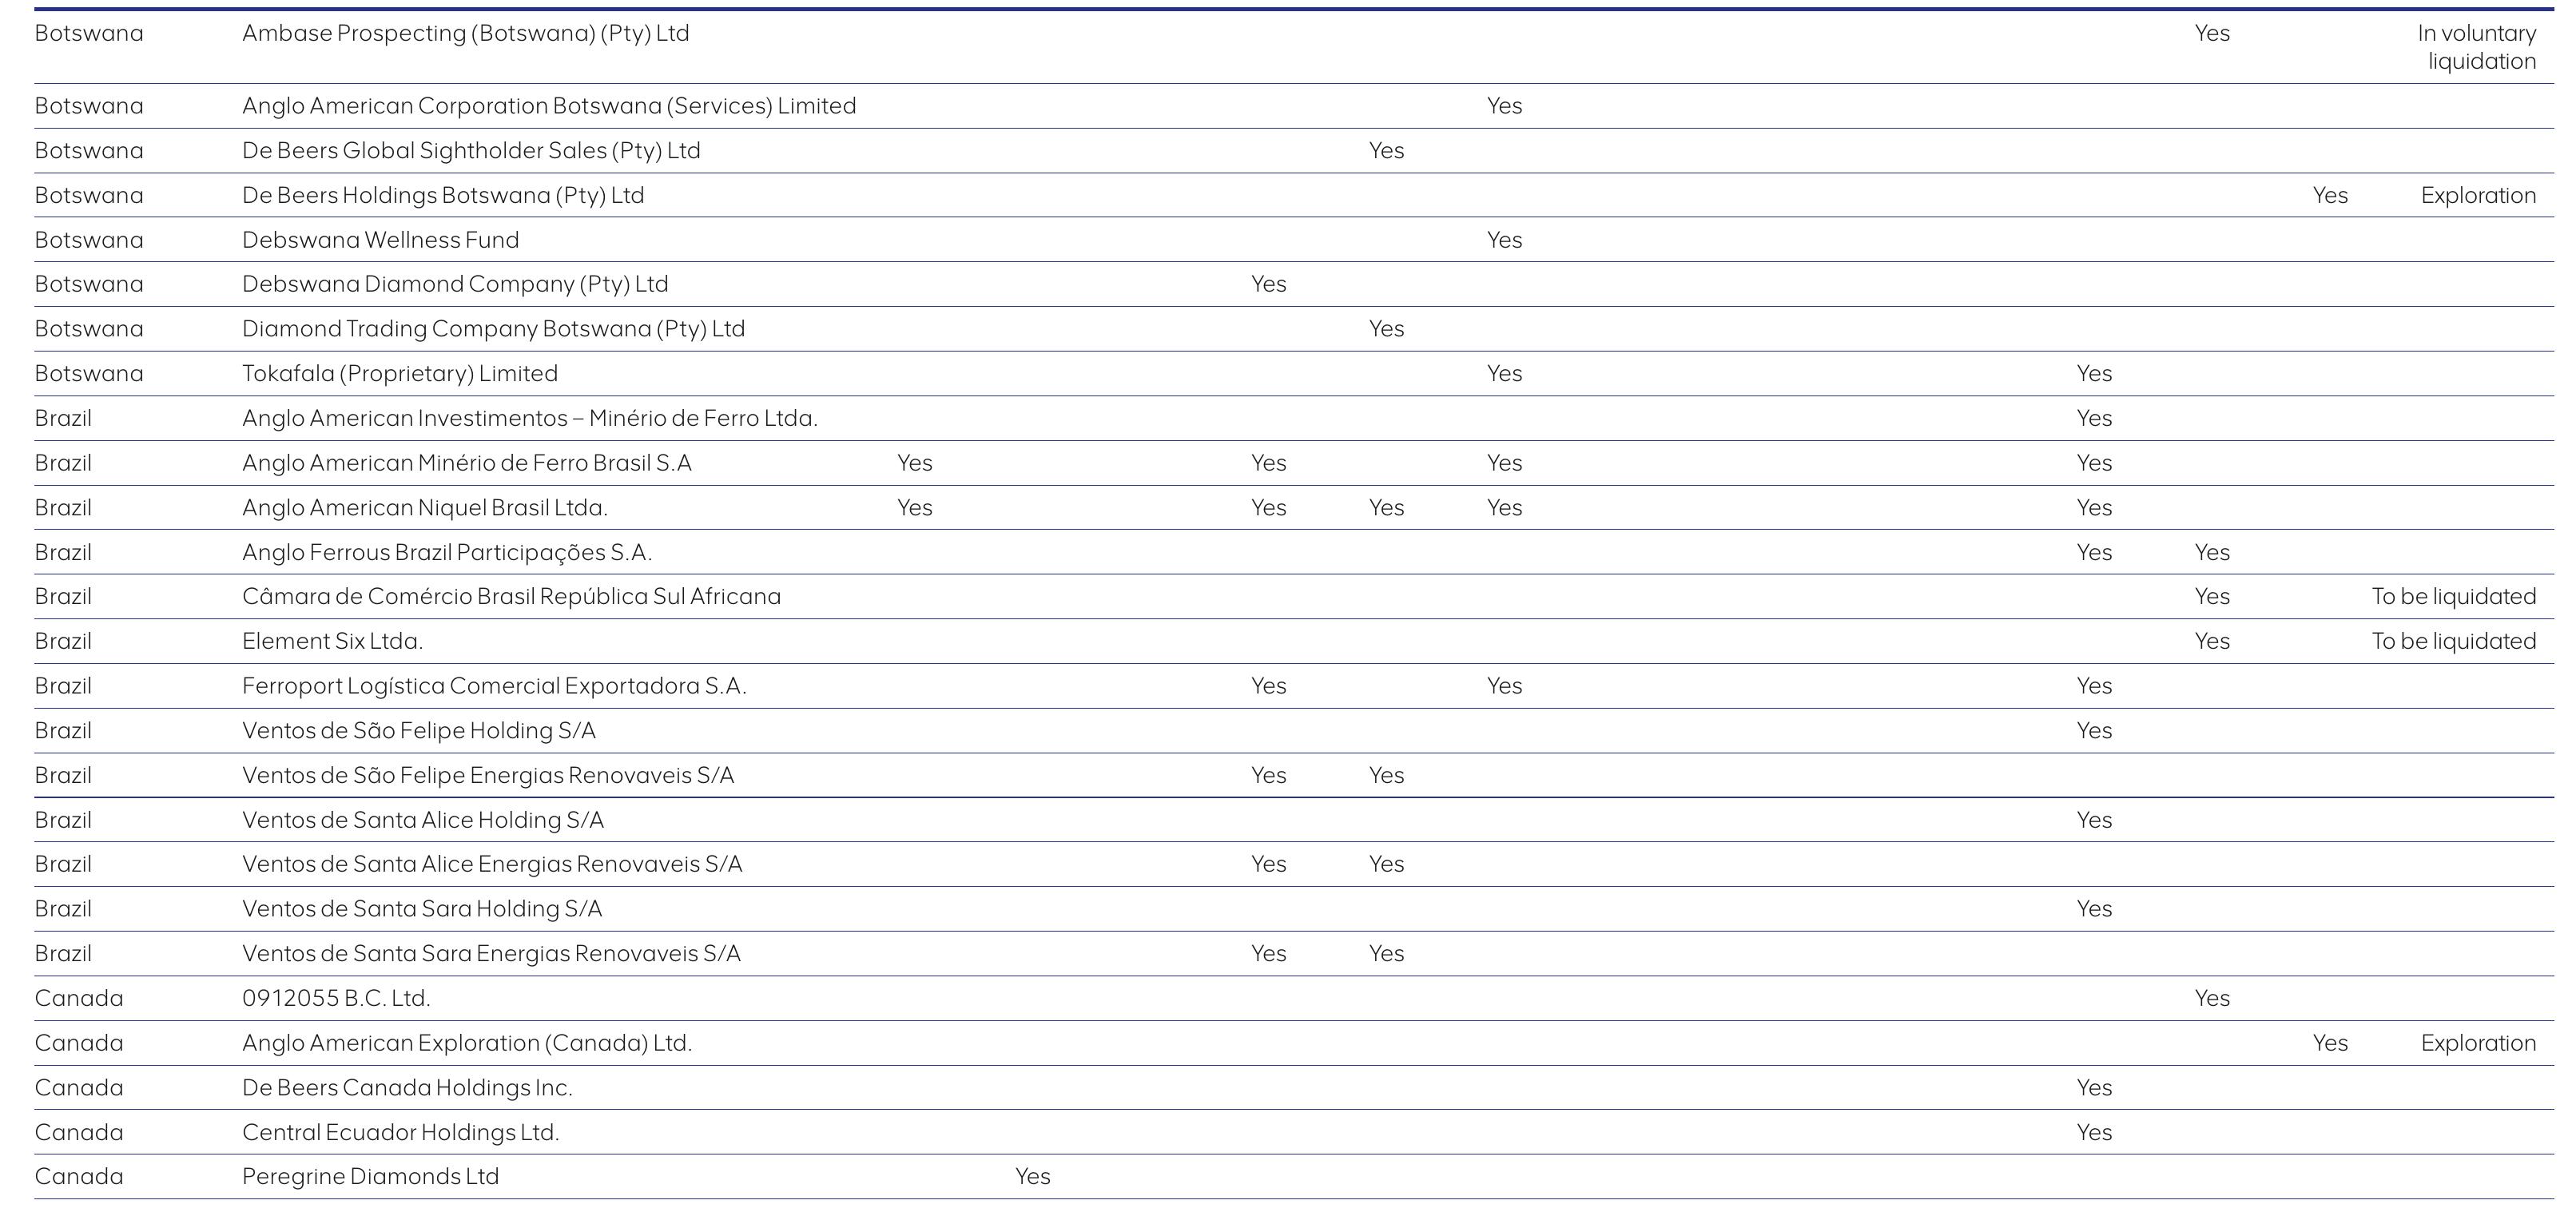 Botswana Ambase Prospecting (Botswana) (Pty) Ltd Yes In voluntary
liquidation
Botswana Anglo American Corporation Botswana (Services) Limited Yes
Botswana De Beers Global Sightholder Sales (Pty) Ltd Yes
Botswana De Beers Holdings Botswana (Pty) Ltd Yes Exploration
Botswana Debswana Wellness Fund Yes
Botswana Debswana Diamond Company (Pty) Ltd Yes
Botswana Diamond Trading Company Botswana (Pty) Ltd Yes
Botswana Tokafala (Proprietary) Limited Yes Yes
Brazil Anglo American Investimentos – Minério de Ferro Ltda. Yes
Brazil Anglo American Minério de Ferro Brasil S.A Yes Yes Yes Yes
Brazil Anglo American Niquel Brasil Ltda. Yes Yes Yes Yes Yes
Brazil Anglo Ferrous Brazil Participações S.A. Yes Yes
Brazil Câmara de Comércio Brasil República Sul Africana Yes To be liquidated
Brazil Element Six Ltda. Yes To be liquidated
Brazil Ferroport Logística Comercial Exportadora S.A. Yes Yes Yes
Brazil Ventos de São Felipe Holding S/A Yes
Brazil Ventos de São Felipe Energias Renovaveis S/A Yes Yes
Brazil Ventos de Santa Alice Holding S/A Yes
Brazil Ventos de Santa Alice Energias Renovaveis S/A Yes Yes
Brazil Ventos de Santa Sara Holding S/A Yes
Brazil Ventos de Santa Sara Energias Renovaveis S/A Yes Yes
Canada 0912055 B.C. Ltd. Yes
Canada Anglo American Exploration (Canada) Ltd. Yes Exploration
Canada De Beers Canada Holdings Inc. Yes
Canada Central Ecuador Holdings Ltd. Yes
Canada Peregrine Diamonds Ltd Yes